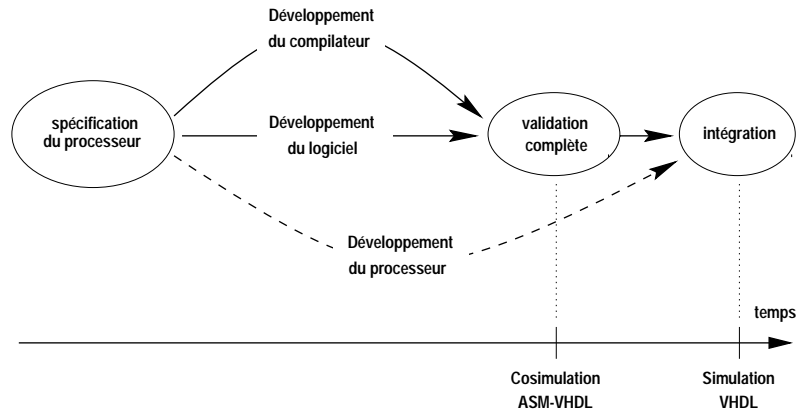 Développement
du compilateur
spécification
du processeur
Développement
du logiciel
validation
complète
intégration
Développement
du processeur
temps
Cosimulation
ASM-VHDL
Simulation
VHDL